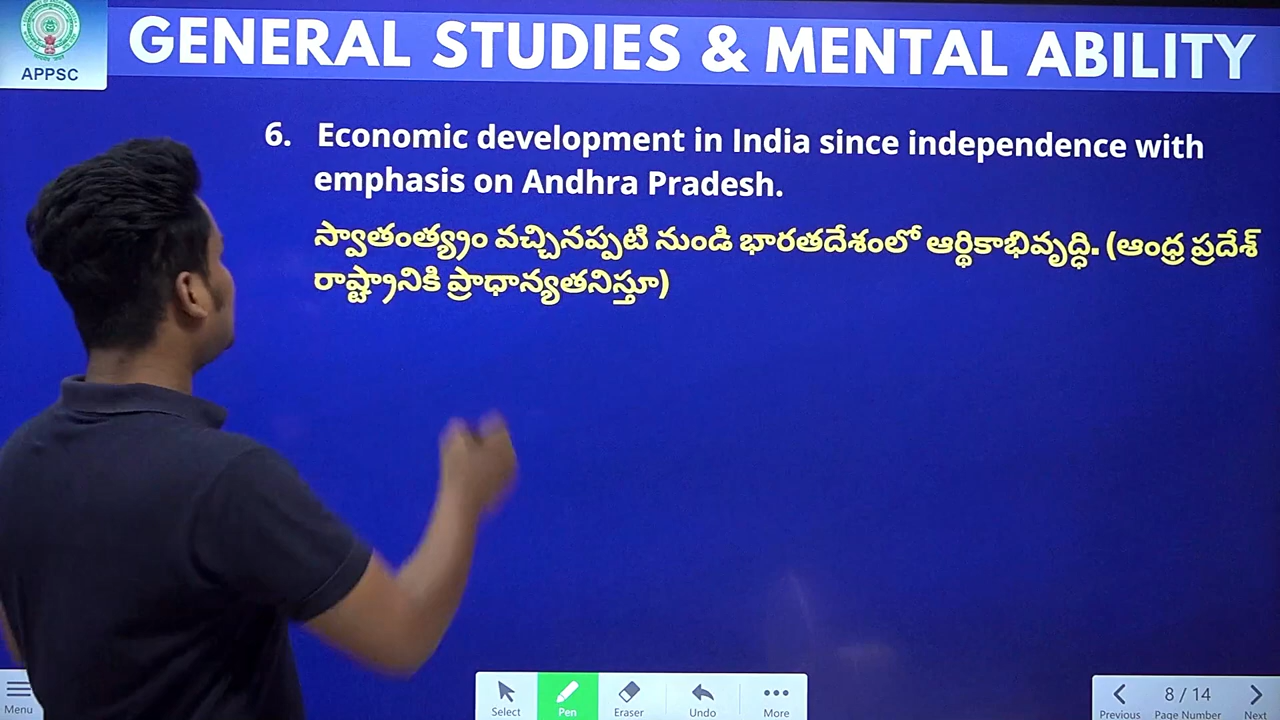 APPSC
GENERAL STUDIES & MENTAL ABILITY
6. Economic development in India since independence with
emphasis on Andhra Pradesh.
స్వాతంత్య్రం వచ్చినప్పటి నుండి భారతదేశంలో ఆర్థికాభివృద్ధి. (ఆంధ్ర ప్రదేశ్
రాష్ట్రానికి ప్రాధాన్యతనిస్తూ)
Menu
Select Pen Eraser Undo More
8 / 14
Previous Page Number Next